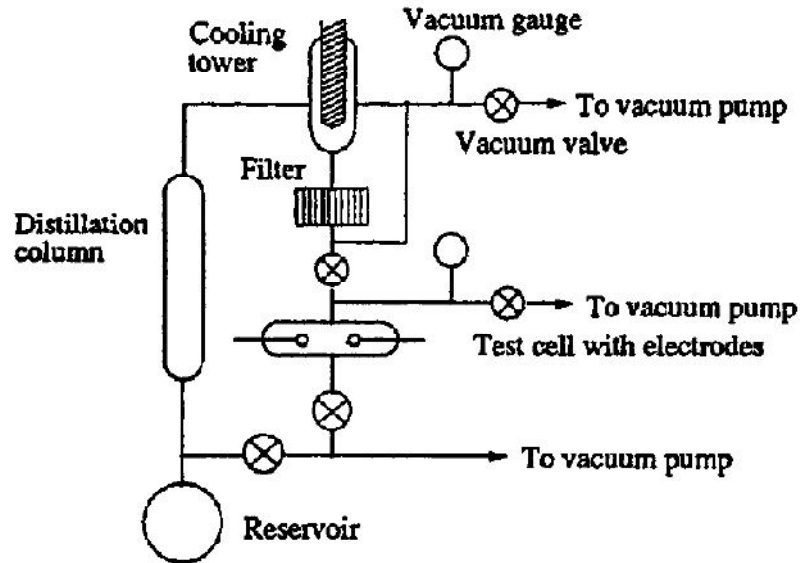 Cooling
tower
Vacuum gauge
To vacuum pump
Vacuum valve
Filter
Distillation
column
To vacuum pump
Test cell with electrodes
To vacuum pump
Reservoir